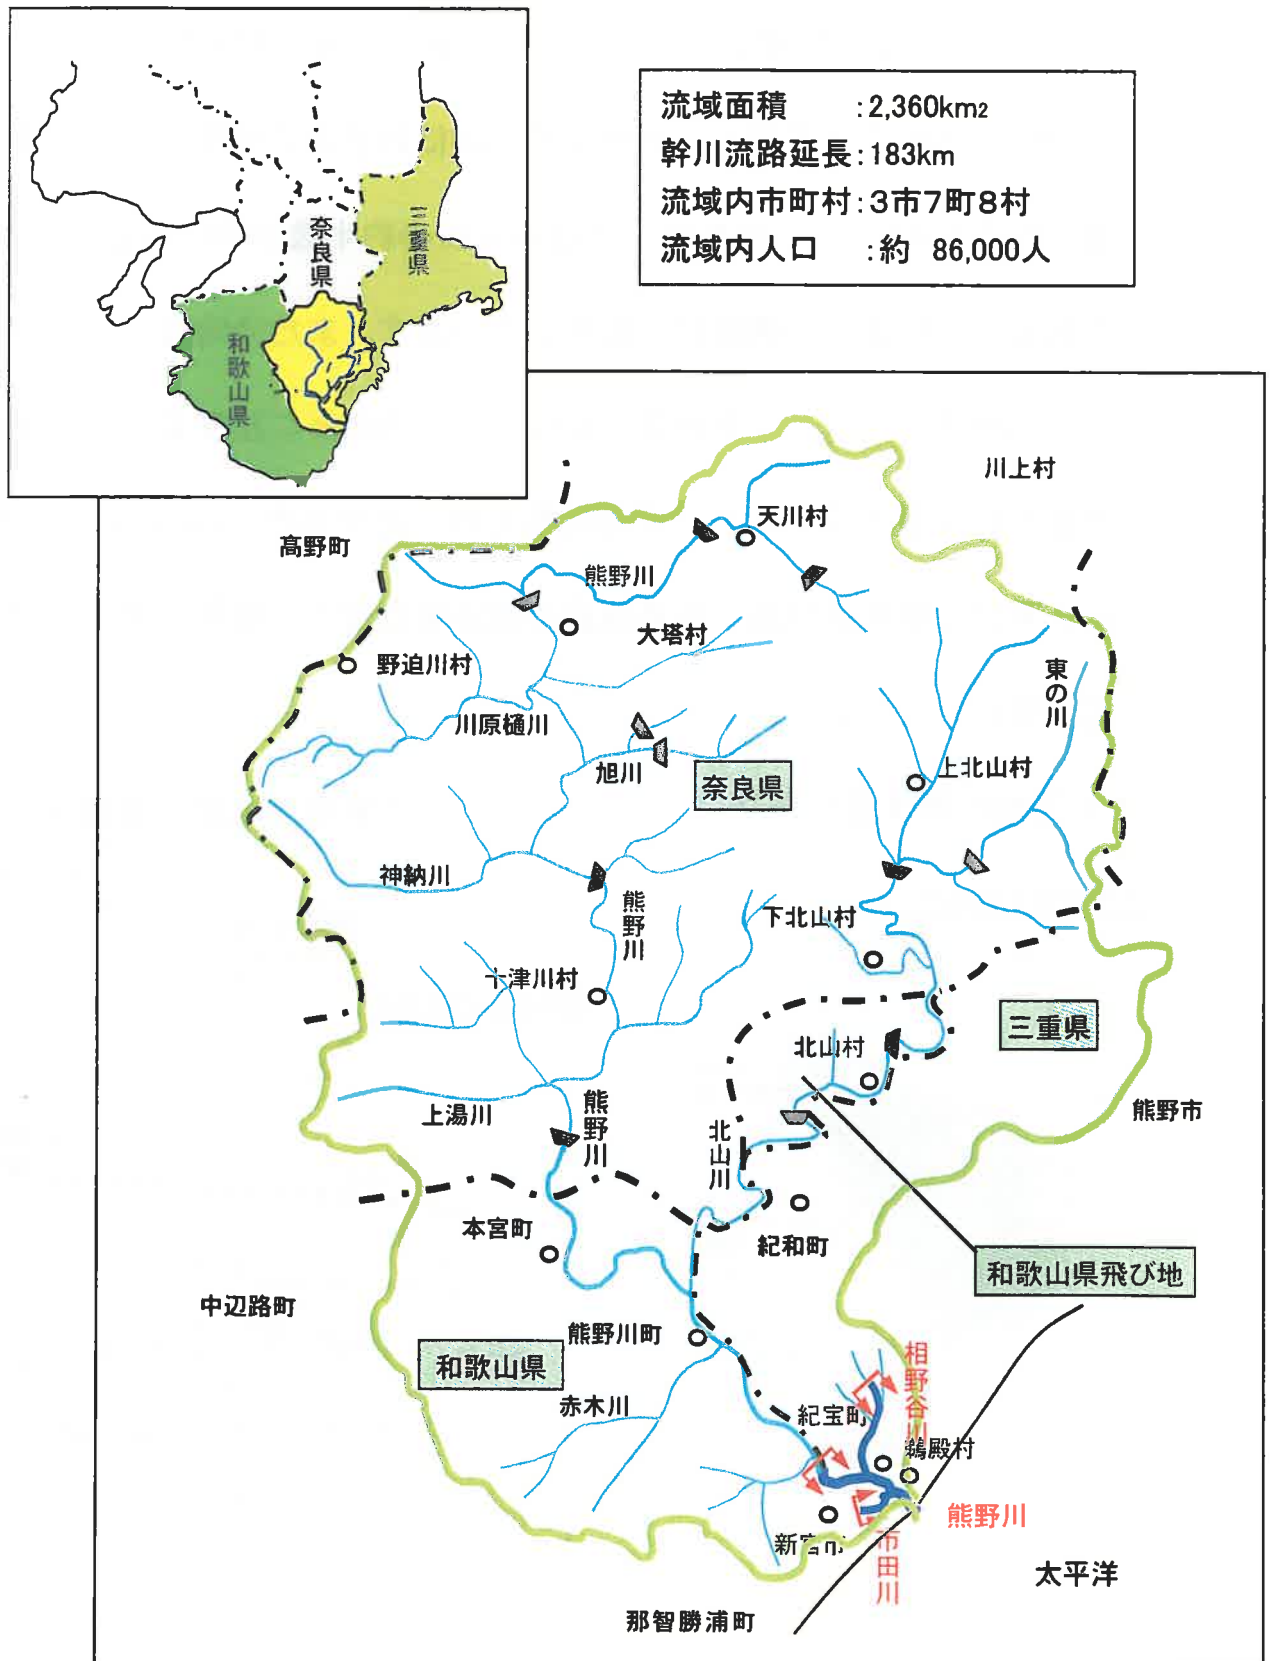 奈良県
三重県
和歌山県
流域面積　　:2,360km2
幹川流路延長:183km
流域内市町村:3市7町8村
流域内人口　:約 86,000人
川上村
天川村
高野町
熊野川
大塔村
野迫川村
東の川
川原樋川
旭川
上北山村
奈良県
神納川
熊野川
下北山村
十津川村
三重県
北山村
上湯川
熊野川
北山川
熊野市
本宮町
紀和町
和歌山県飛び地
中辺路町
熊野川町
和歌山県
相野谷川
赤木川
紀宝町
鵜殿村
熊野川
新宮市
市田川
太平洋
那智勝浦町